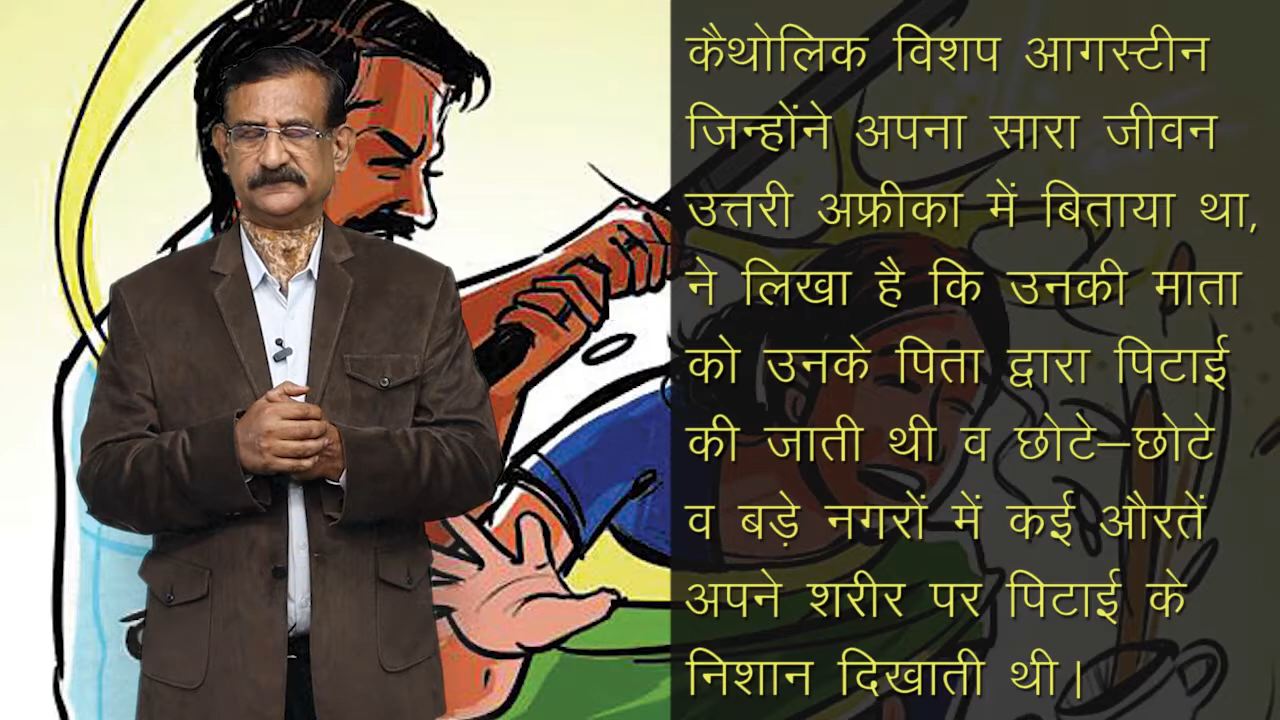 कैथोलिक विशप आगस्टीन
जिन्होंने अपना सारा जीवन
उत्तरी अफ्रीका में बिताया था,
ने लिखा है कि उनकी माता
को उनके पिता द्वारा पिटाई
की जाती थी व छोटे–छोटे
व बड़े नगरों में कई औरतें
अपने शरीर पर पिटाई के
निशान दिखाती थी।